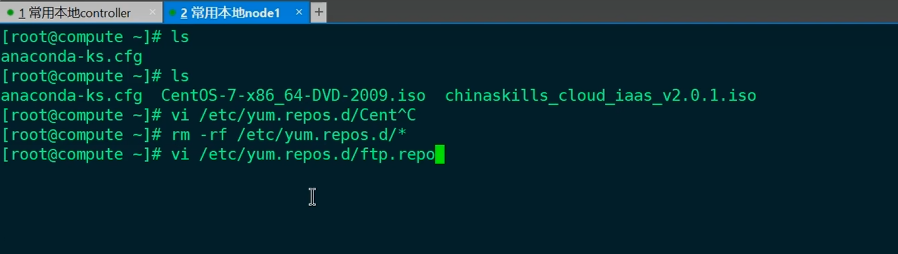 1 常用本地controller × 2 常用本地node1 × +
[root@compute ~]# ls
anaconda-ks.cfg
[root@compute ~]# ls
anaconda-ks.cfg  CentOS-7-x86_64-DVD-2009.iso  chinaskills_cloud_iaas_v2.0.1.iso
[root@compute ~]# vi /etc/yum.repos.d/Cent^C
[root@compute ~]# rm -rf /etc/yum.repos.d/*
[root@compute ~]# vi /etc/yum.repos.d/ftp.repo